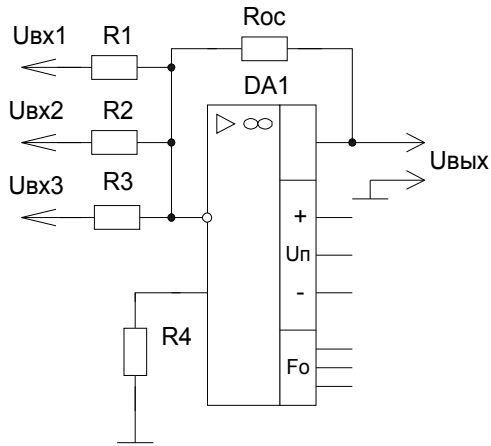 Rос
Uвх1 R1
DA1
Uвх2 R2
▷ ∞
Uвых
Uвх3 R3
+
Uп
-
R4
Fо